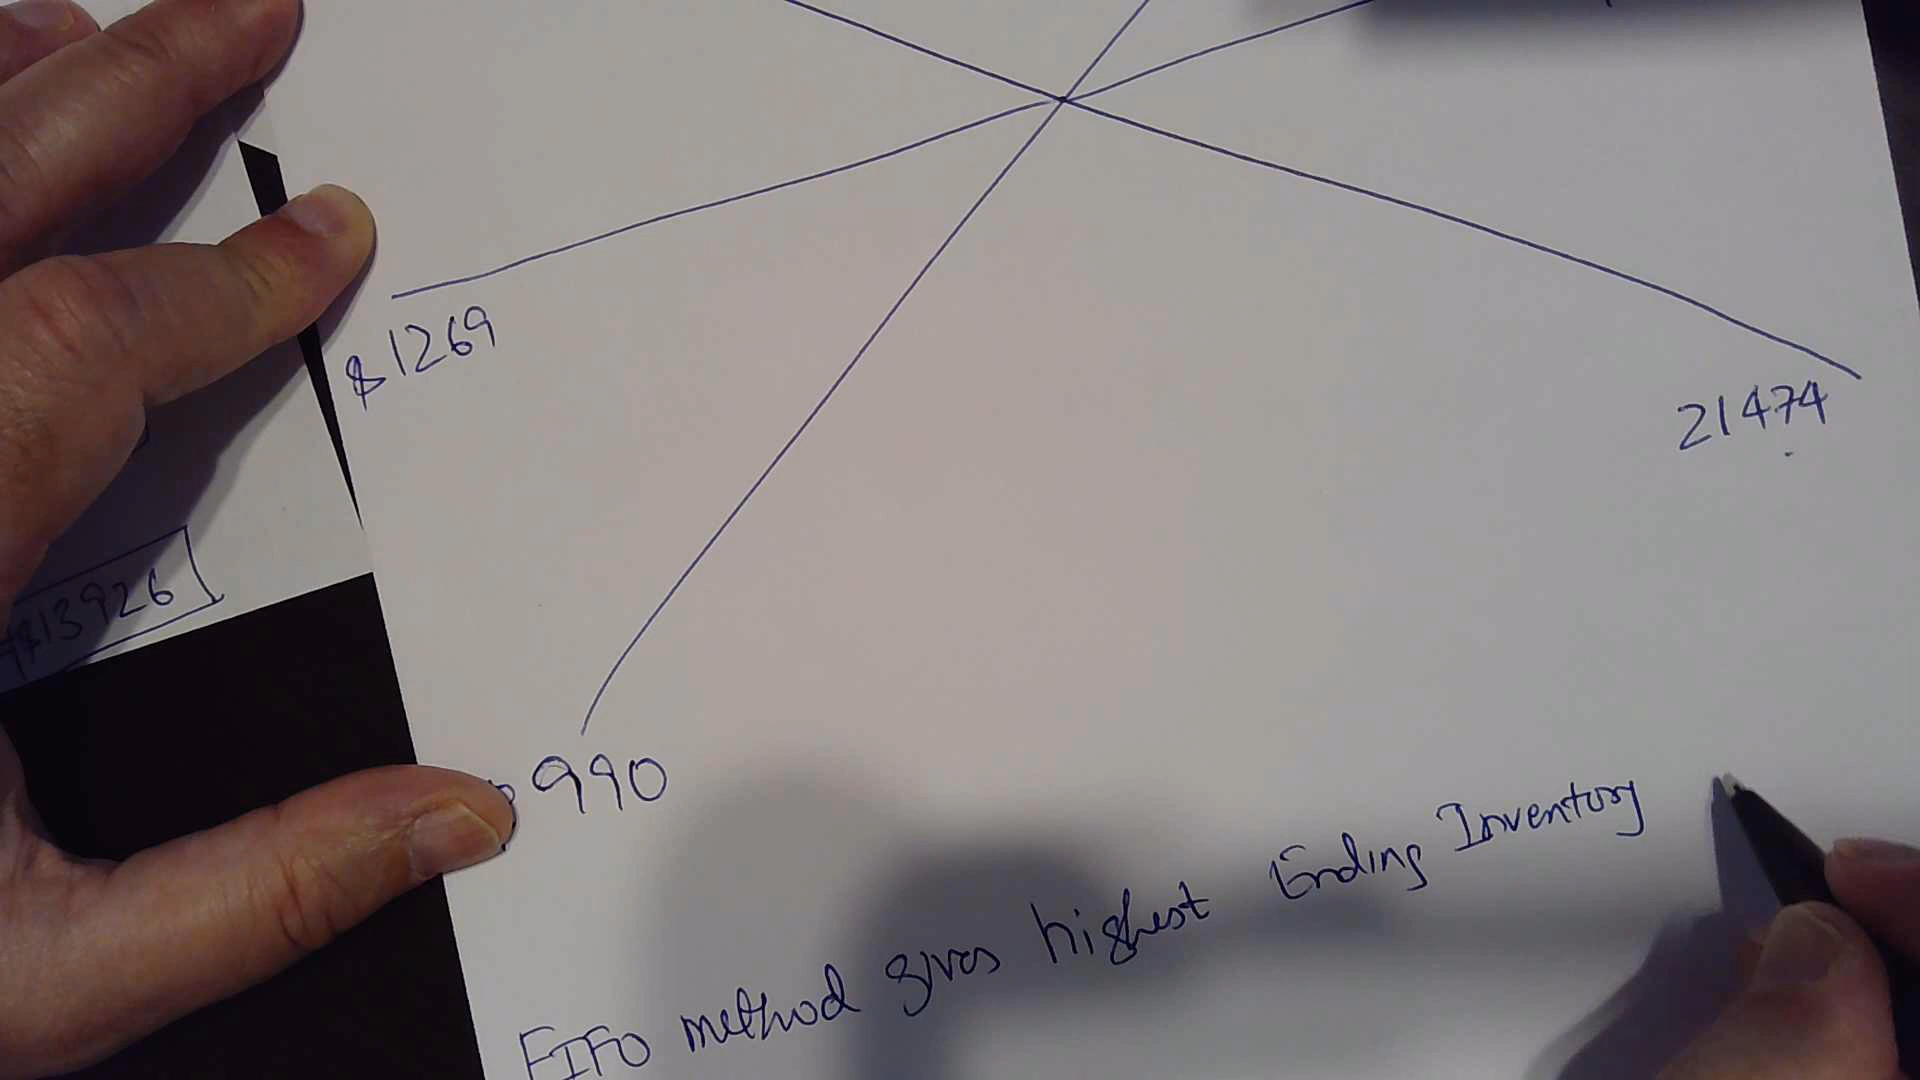 $1269
21474
$13926
990
FIFO method gives highest Ending Inventory